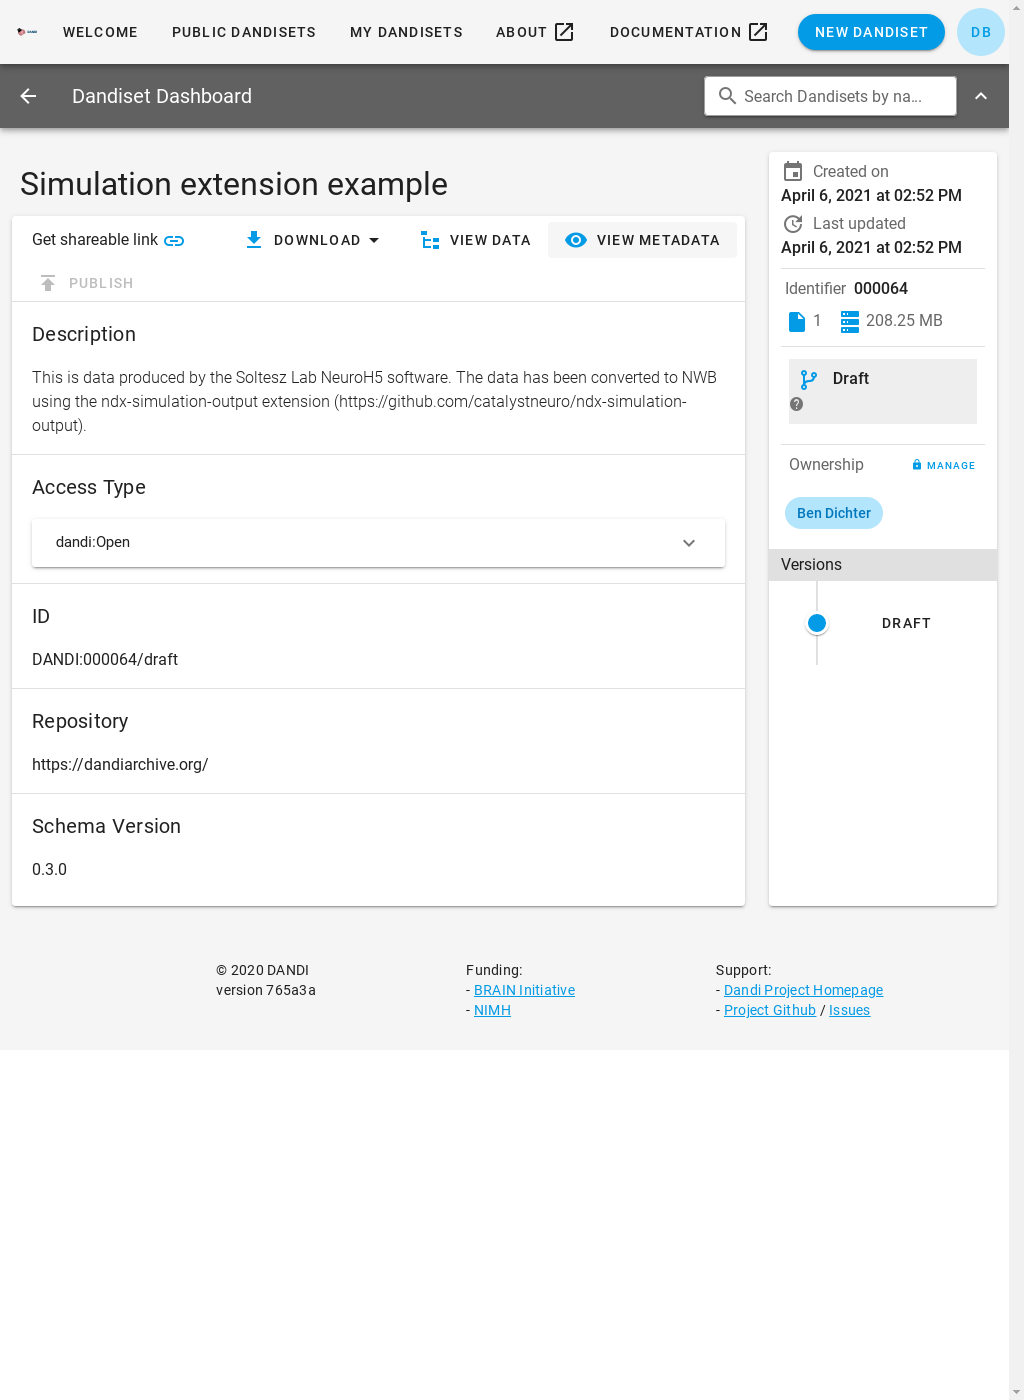 WELCOME PUBLIC DANDISETS MY DANDISETS ABOUT DOCUMENTATION NEW DANDISET DB
Dandiset Dashboard Search Dandisets by na...
Simulation extension example
Get shareable link DOWNLOAD VIEW DATA VIEW METADATA
PUBLISH
Description
This is data produced by the Soltesz Lab NeuroH5 software. The data has been converted to NWB
using the ndx-simulation-output extension (https://github.com/catalystneuro/ndx-simulation-
output).
Access Type
dandi:Open
ID
DANDI:000064/draft
Repository
https://dandiarchive.org/
Schema Version
0.3.0
Created on
April 6, 2021 at 02:52 PM
Last updated
April 6, 2021 at 02:52 PM
Identifier 000064
1 208.25 MB
Draft
Ownership MANAGE
Ben Dichter
Versions
DRAFT
© 2020 DANDI
version 765a3a
Funding:
- BRAIN Initiative
- NIMH
Support:
- Dandi Project Homepage
- Project Github / Issues